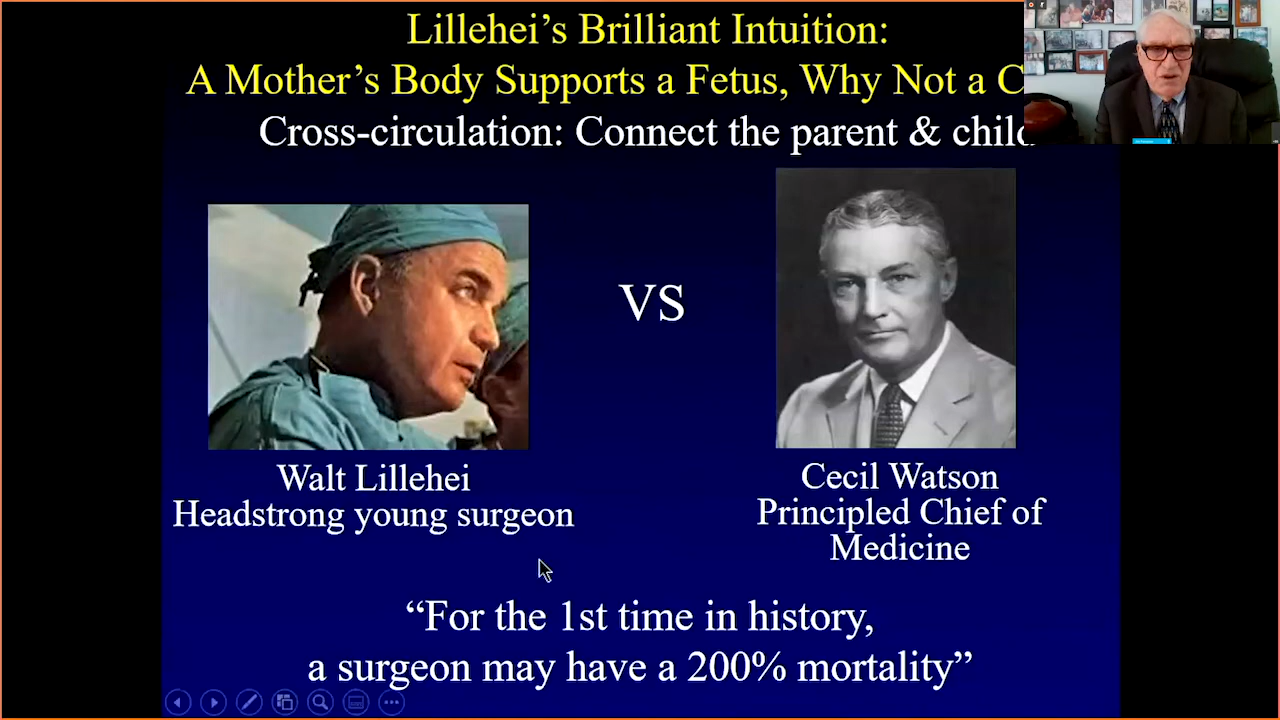 Lillehei's Brilliant Intuition:
A Mother's Body Supports a Fetus, Why Not a C
Cross-circulation: Connect the parent & child
VS
Walt Lillehei
Headstrong young surgeon
Cecil Watson
Principled Chief of
Medicine
“For the 1st time in history,
a surgeon may have a 200% mortality”